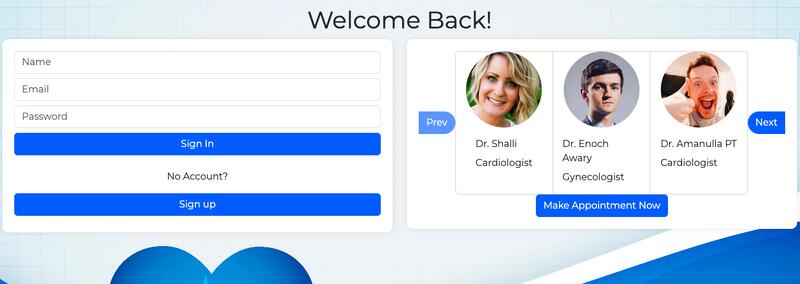 Welcome Back!
Name
Email
Password
Sign In
No Account?
Sign up
Prev
Dr. Shalli
Cardiologist
Dr. Enoch
Awary
Gynecologist
Dr. Amanulla PT
Cardiologist
Next
Make Appointment Now